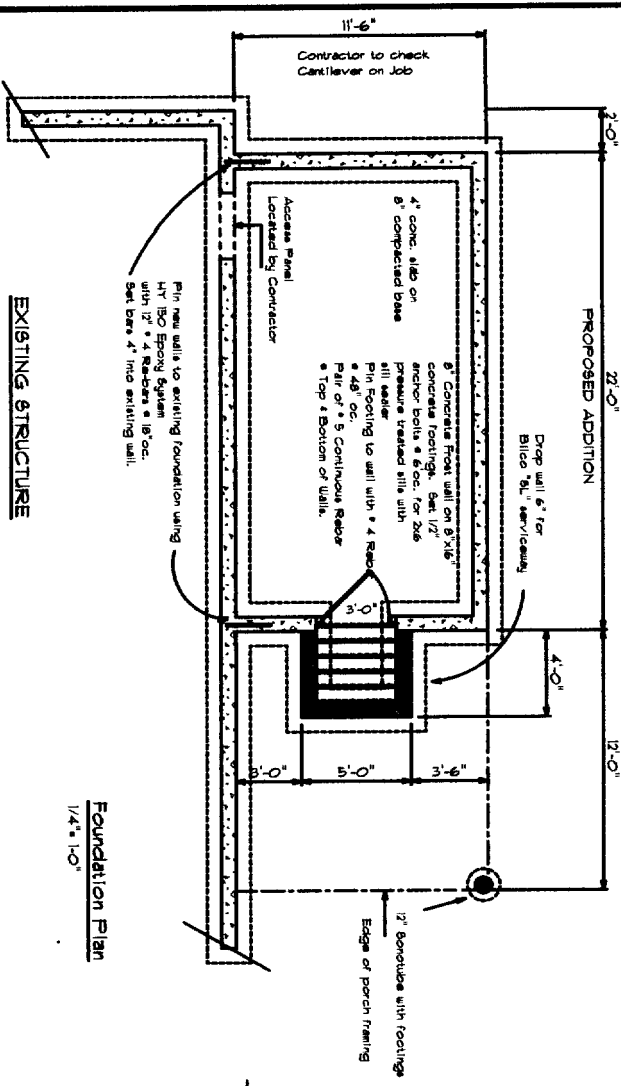 11'-6"
Contractor to check
Cantilever on Job
2'-0"
22'-0"
PROPOSED ADDITION
12'-0"
Drop wall 6" for
Bilco "SL" serviceway
4" conc. slab on
8" compacted base
8" Concrete Frost wall on 8"x16"
concrete footings. Set 1/2"
anchor bolts @ 6 oc. for 2x6
pressure treated sills with
sill sealer
Pin Footing to wall with # 4 Rebar
@ 48" oc.
Pair of # 5 Continuous Rebar
@ Top & Bottom of Walls.
Access Panel
Located by Contractor
3'-0"
4'-0"
3'-0"
5'-0"
3'-6"
12" Sonotube with footings
Edge of porch framing
Pin new walls to existing foundation using
HY 150 Epoxy System
with 12" # 4 Re-bars @ 18" oc.
Set bars 4" into existing wall.
EXISTING STRUCTURE
Foundation Plan
1/4"= 1-0"